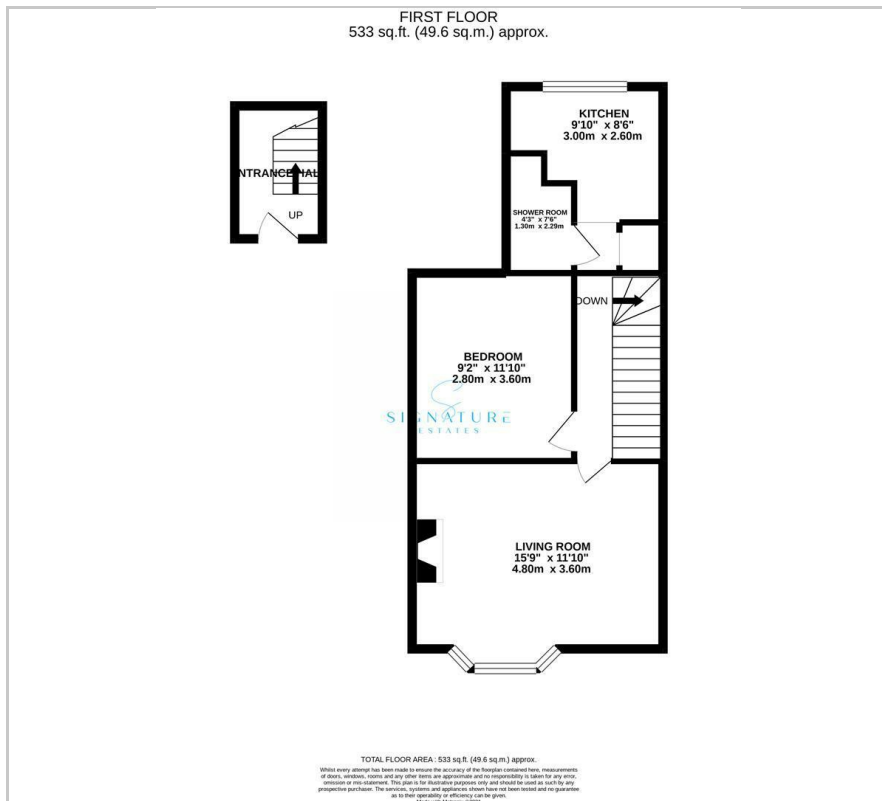 FIRST FLOOR
533 sq.ft. (49.6 sq.m.) approx.
KITCHEN
9'10" x 8'6"
3.00m x 2.60m
NTRANCE HAL
UP
SHOWER ROOM
4'3" x 7'6"
1.30m x 2.29m
DOWN
BEDROOM
9'2" x 11'10"
2.80m x 3.60m
SIGNATURE
ESTATES
LIVING ROOM
15'9" x 11'10"
4.80m x 3.60m
TOTAL FLOOR AREA : 533 sq.ft. (49.6 sq.m.) approx.
Whilst every attempt has been made to ensure the accuracy of the floorplan contained here, measurements
of doors, windows, rooms and any other items are approximate and no responsibility is taken for any error,
omission or mis-statement. This plan is for illustrative purposes only and should be used as such by any
prospective purchaser. The services, systems and appliances shown have not been tested and no guarantee
as to their operability or efficiency can be given.